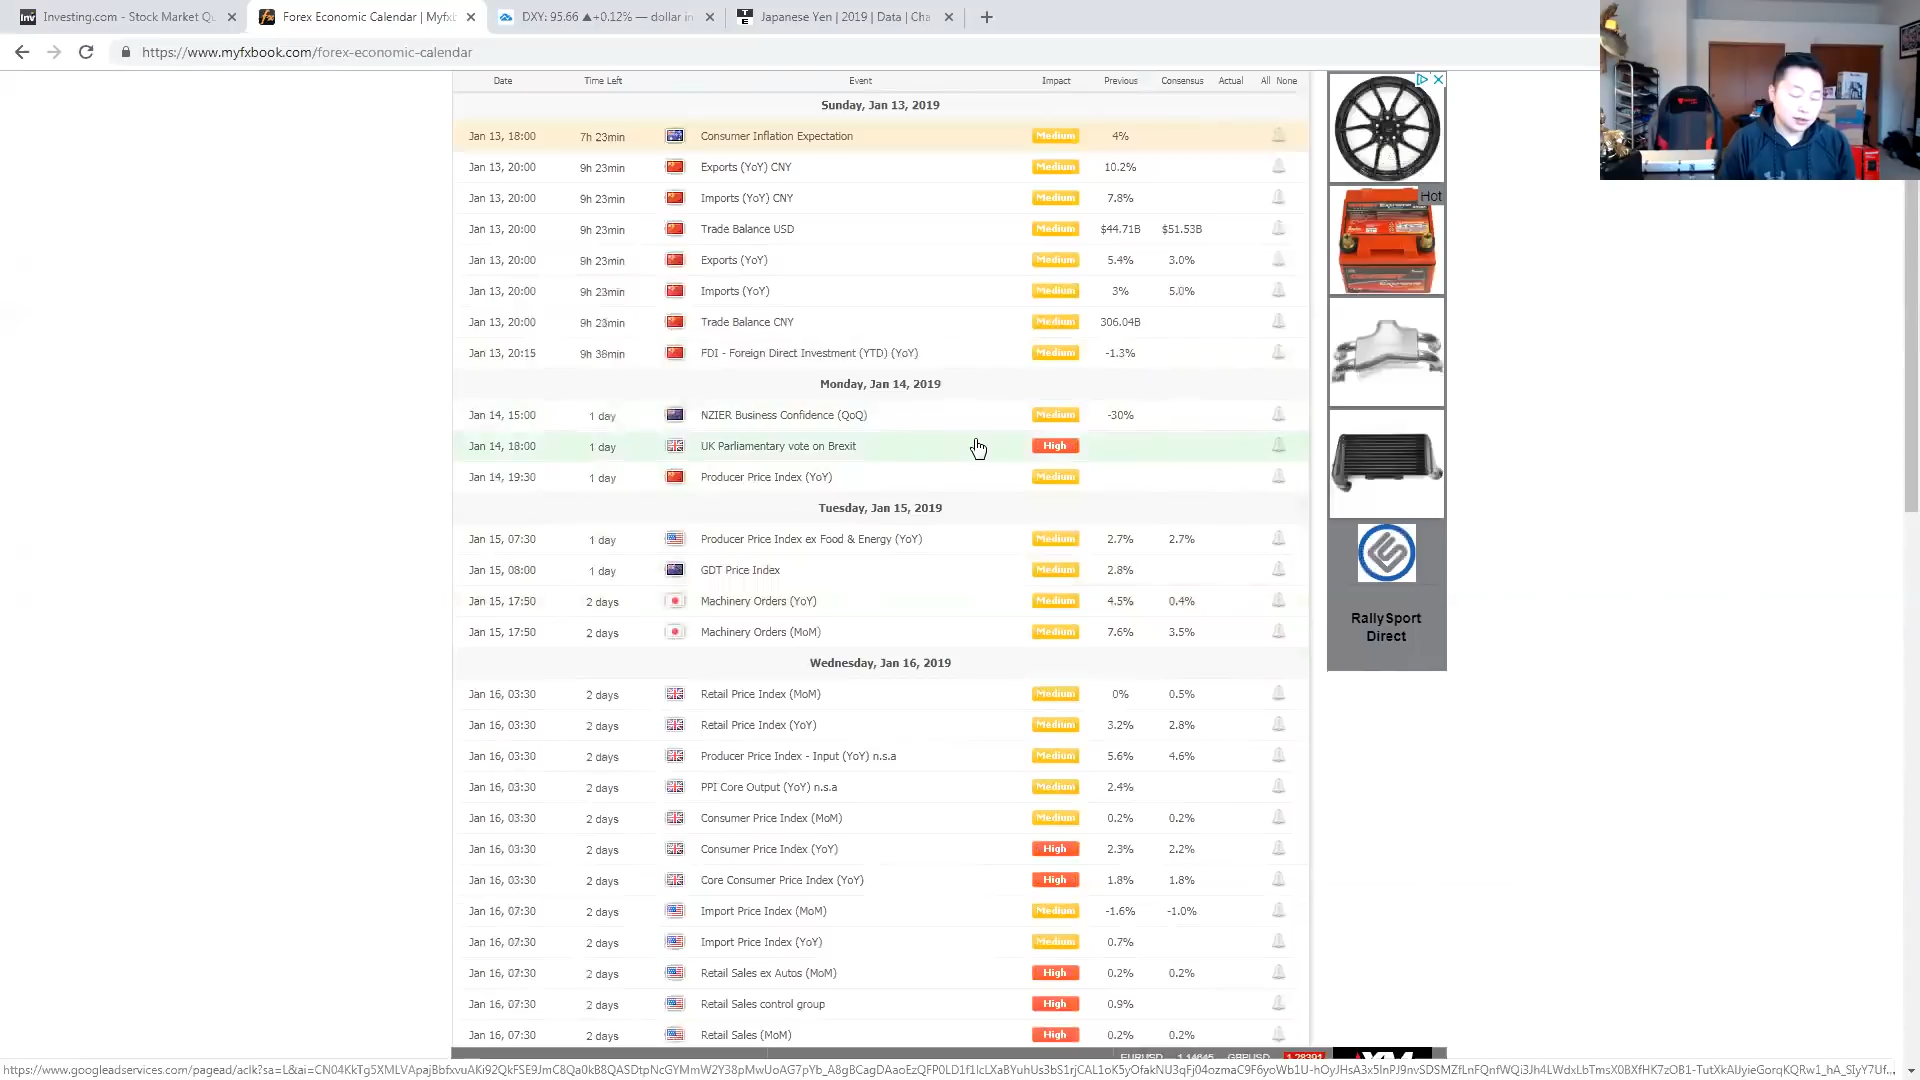 Investing.com - Stock Market Qu
Forex Economic Calendar | Myfxb
DXY: 95.66 ▲+0.12% — dollar in
Japanese Yen | 2019 | Data | Cha
https://www.myfxbook.com/forex-economic-calendar
Date Time Left Event Impact Previous Consensus Actual All None
Sunday, Jan 13, 2019
Jan 13, 18:00 7h 23min Consumer Inflation Expectation Medium 4%
Jan 13, 20:00 9h 23min Exports (YoY) CNY Medium 10.2%
Jan 13, 20:00 9h 23min Imports (YoY) CNY Medium 7.8%
Jan 13, 20:00 9h 23min Trade Balance USD Medium $44.71B $51.53B
Jan 13, 20:00 9h 23min Exports (YoY) Medium 5.4% 3.0%
Jan 13, 20:00 9h 23min Imports (YoY) Medium 3% 5.0%
Jan 13, 20:00 9h 23min Trade Balance CNY Medium 306.04B
Jan 13, 20:15 9h 38min FDI - Foreign Direct Investment (YTD) (YoY) Medium -1.3%
Monday, Jan 14, 2019
Jan 14, 15:00 1 day NZIER Business Confidence (QoQ) Medium -30%
Jan 14, 18:00 1 day UK Parliamentary vote on Brexit High
Jan 14, 19:30 1 day Producer Price Index (YoY) Medium
Tuesday, Jan 15, 2019
Jan 15, 07:30 1 day Producer Price Index ex Food & Energy (YoY) Medium 2.7% 2.7%
Jan 15, 08:00 1 day GDT Price Index Medium 2.8%
Jan 15, 17:50 2 days Machinery Orders (YoY) Medium 4.5% 0.4%
Jan 15, 17:50 2 days Machinery Orders (MoM) Medium 7.6% 3.5%
Wednesday, Jan 16, 2019
Jan 16, 03:30 2 days Retail Price Index (MoM) Medium 0% 0.5%
Jan 16, 03:30 2 days Retail Price Index (YoY) Medium 3.2% 2.8%
Jan 16, 03:30 2 days Producer Price Index - Input (YoY) n.s.a Medium 5.6% 4.6%
Jan 16, 03:30 2 days PPI Core Output (YoY) n.s.a Medium 2.4%
Jan 16, 03:30 2 days Consumer Price Index (MoM) Medium 0.2% 0.2%
Jan 16, 03:30 2 days Consumer Price Index (YoY) High 2.3% 2.2%
Jan 16, 03:30 2 days Core Consumer Price Index (YoY) High 1.8% 1.8%
Jan 16, 07:30 2 days Import Price Index (MoM) Medium -1.6% -1.0%
Jan 16, 07:30 2 days Import Price Index (YoY) Medium 0.7%
Jan 16, 07:30 2 days Retail Sales ex Autos (MoM) High 0.2% 0.2%
Jan 16, 07:30 2 days Retail Sales control group High 0.9%
Jan 16, 07:30 2 days Retail Sales (MoM) High 0.2% 0.2%
Hot
RallySport
Direct
EURUSD 1.14645 GBPUSD 1.28391